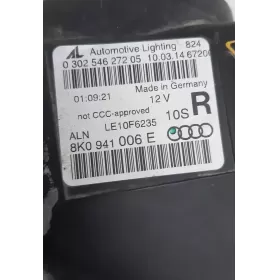 AL Automotive Lighting 824
0 302 546 272 05 10.03.14 6720
01.09.21 Made in Germany
12 V
not CCC-approved
LE10F6235 10S R
ALN
8K0 941 006 E